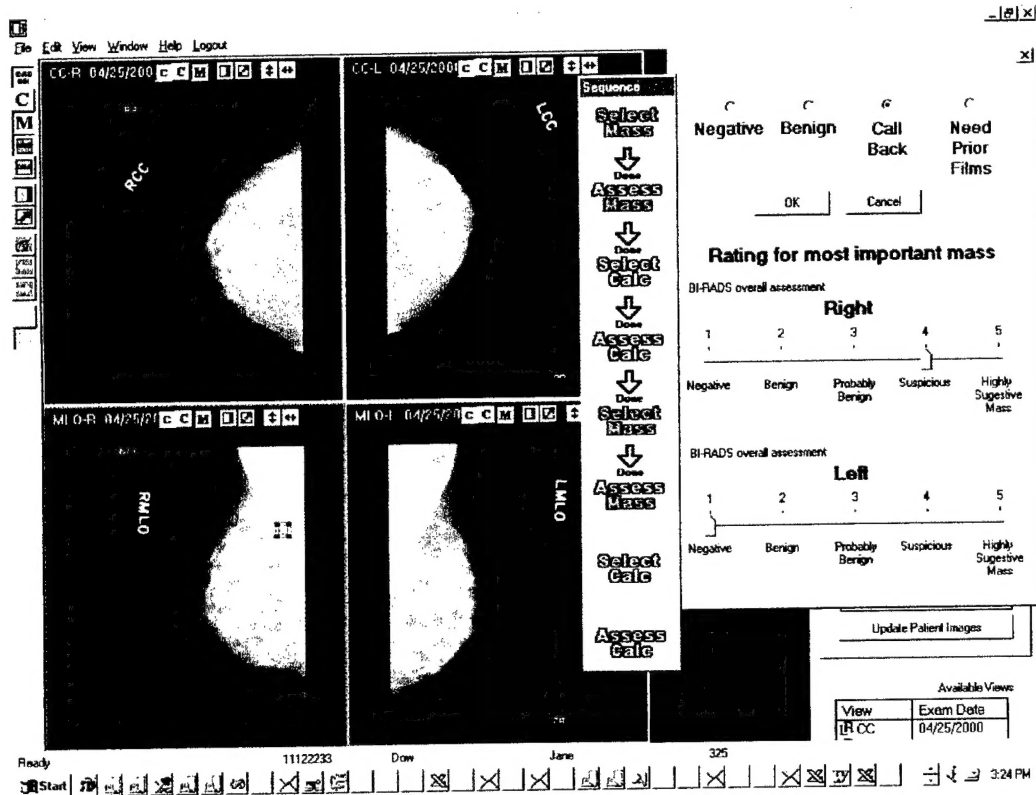 File Edit View Window Help Logout
CC-R 04/25/200 C C M
CC-L 04/25/200 C C M
C
M
RCC
LCC
MLO-R 04/25/2 C C M
MLO-L 04/25/20 C C M
RMLO
LMLO
Sequence
Select
Mass
Done
Assess
Mass
Done
Select
Calc
Done
Assess
Calc
Done
Select
Mass
Done
Assess
Mass
Select
Calc
Assess
Calc
Negative Benign Call Back Need Prior Films
OK Cancel
Rating for most important mass
BI-RADS overall assessment
Right
1 2 3 4 5
Negative Benign Probably Benign Suspicious Highly Sugestive Mass
BI-RADS overall assessment
Left
1 2 3 4 5
Negative Benign Probably Benign Suspicious Highly Sugestive Mass
Update Patient Images
Available Views
View Exam Date
CC 04/25/2000
Ready 11122233 Dow Jane 325
Start 3:24 PM